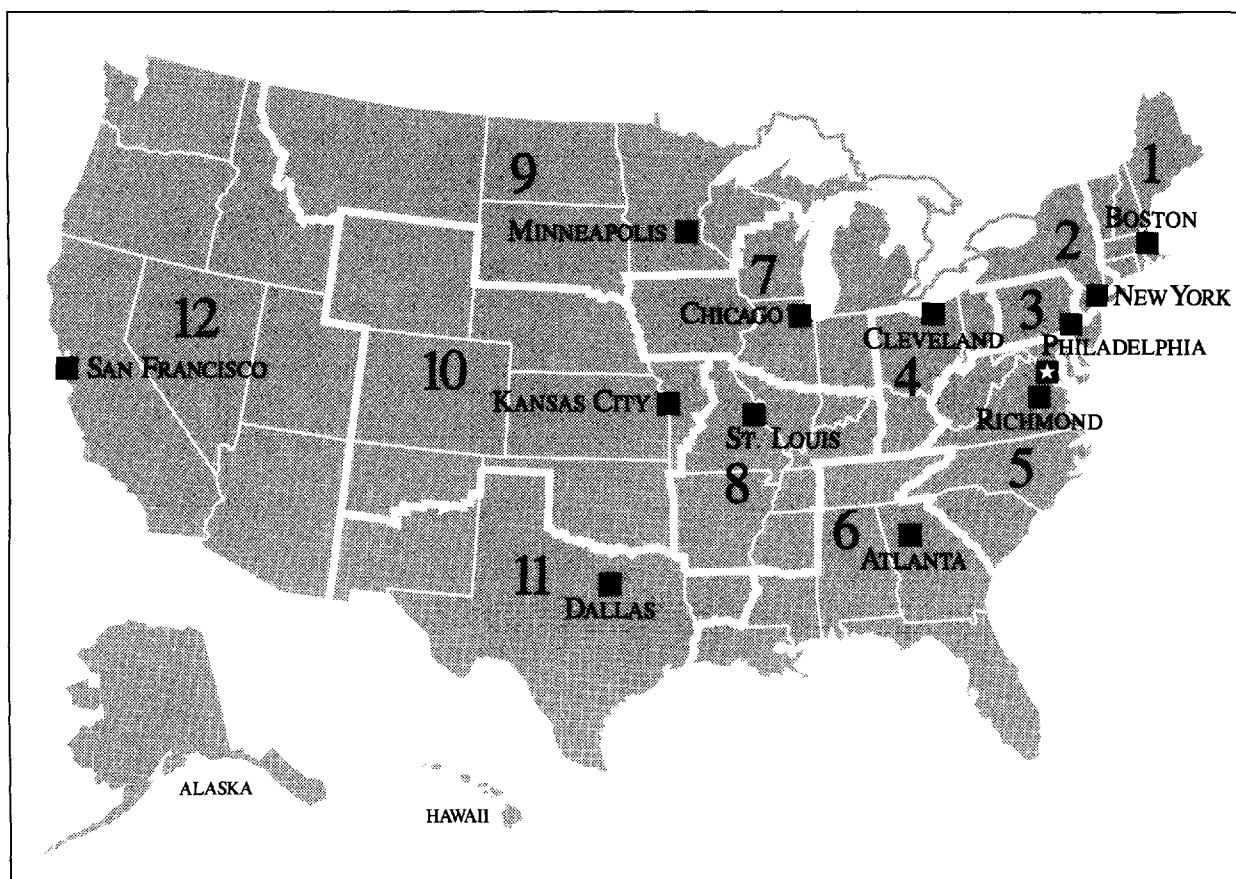 9
1
MINNEAPOLIS
BOSTON
2
7
12
NEW YORK
CHICAGO
3
CLEVELAND
PHILADELPHIA
SAN FRANCISCO
10
4
KANSAS CITY
RICHMOND
ST. LOUIS
5
8
6
ATLANTA
11
DALLAS
ALASKA
HAWAII